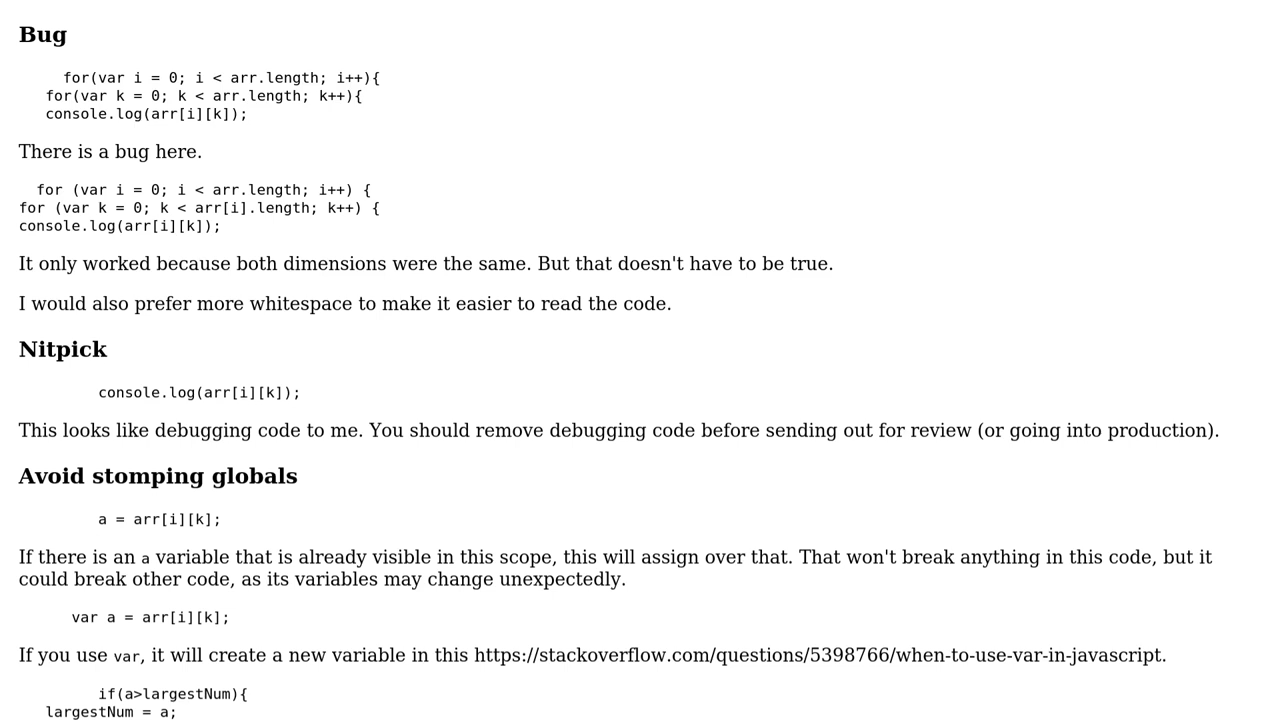 Bug
for(var i = 0; i < arr.length; i++){
for(var k = 0; k < arr.length; k++){
console.log(arr[i][k]);
There is a bug here.
for (var i = 0; i < arr.length; i++) {
for (var k = 0; k < arr[i].length; k++) {
console.log(arr[i][k]);
It only worked because both dimensions were the same. But that doesn't have to be true.
I would also prefer more whitespace to make it easier to read the code.
Nitpick
console.log(arr[i][k]);
This looks like debugging code to me. You should remove debugging code before sending out for review (or going into production).
Avoid stomping globals
a = arr[i][k];
If there is an a variable that is already visible in this scope, this will assign over that. That won't break anything in this code, but it
could break other code, as its variables may change unexpectedly.
var a = arr[i][k];
If you use var, it will create a new variable in this https://stackoverflow.com/questions/5398766/when-to-use-var-in-javascript.
if(a>largestNum){
largestNum = a;